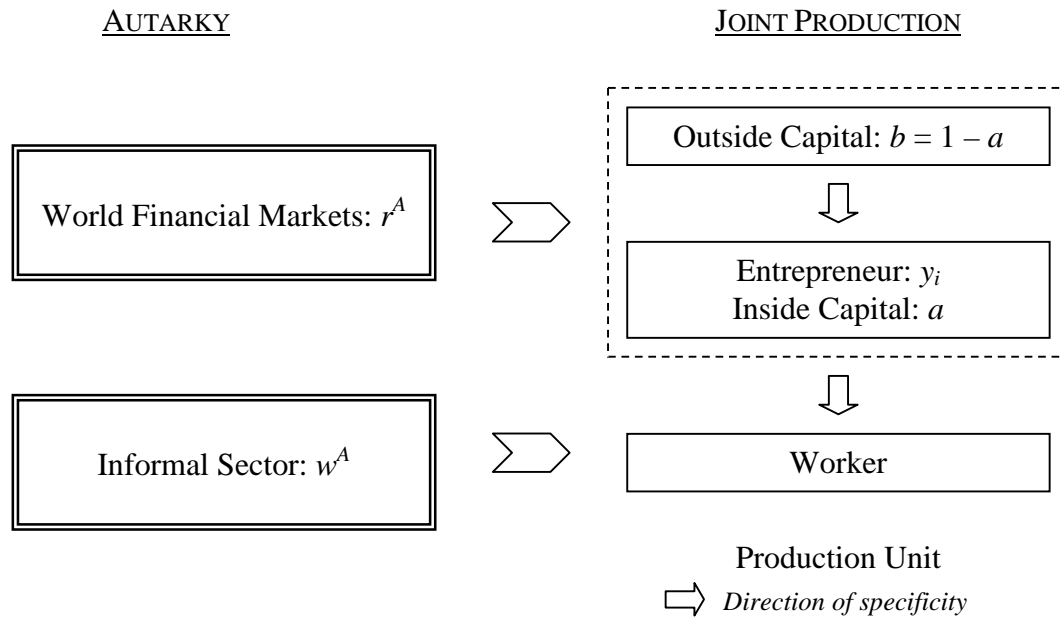 AUTARKY
JOINT PRODUCTION
Outside Capital: b = 1 – a
World Financial Markets: r^A
Entrepreneur: y_i
Inside Capital: a
Informal Sector: w^A
Worker
Production Unit
Direction of specificity